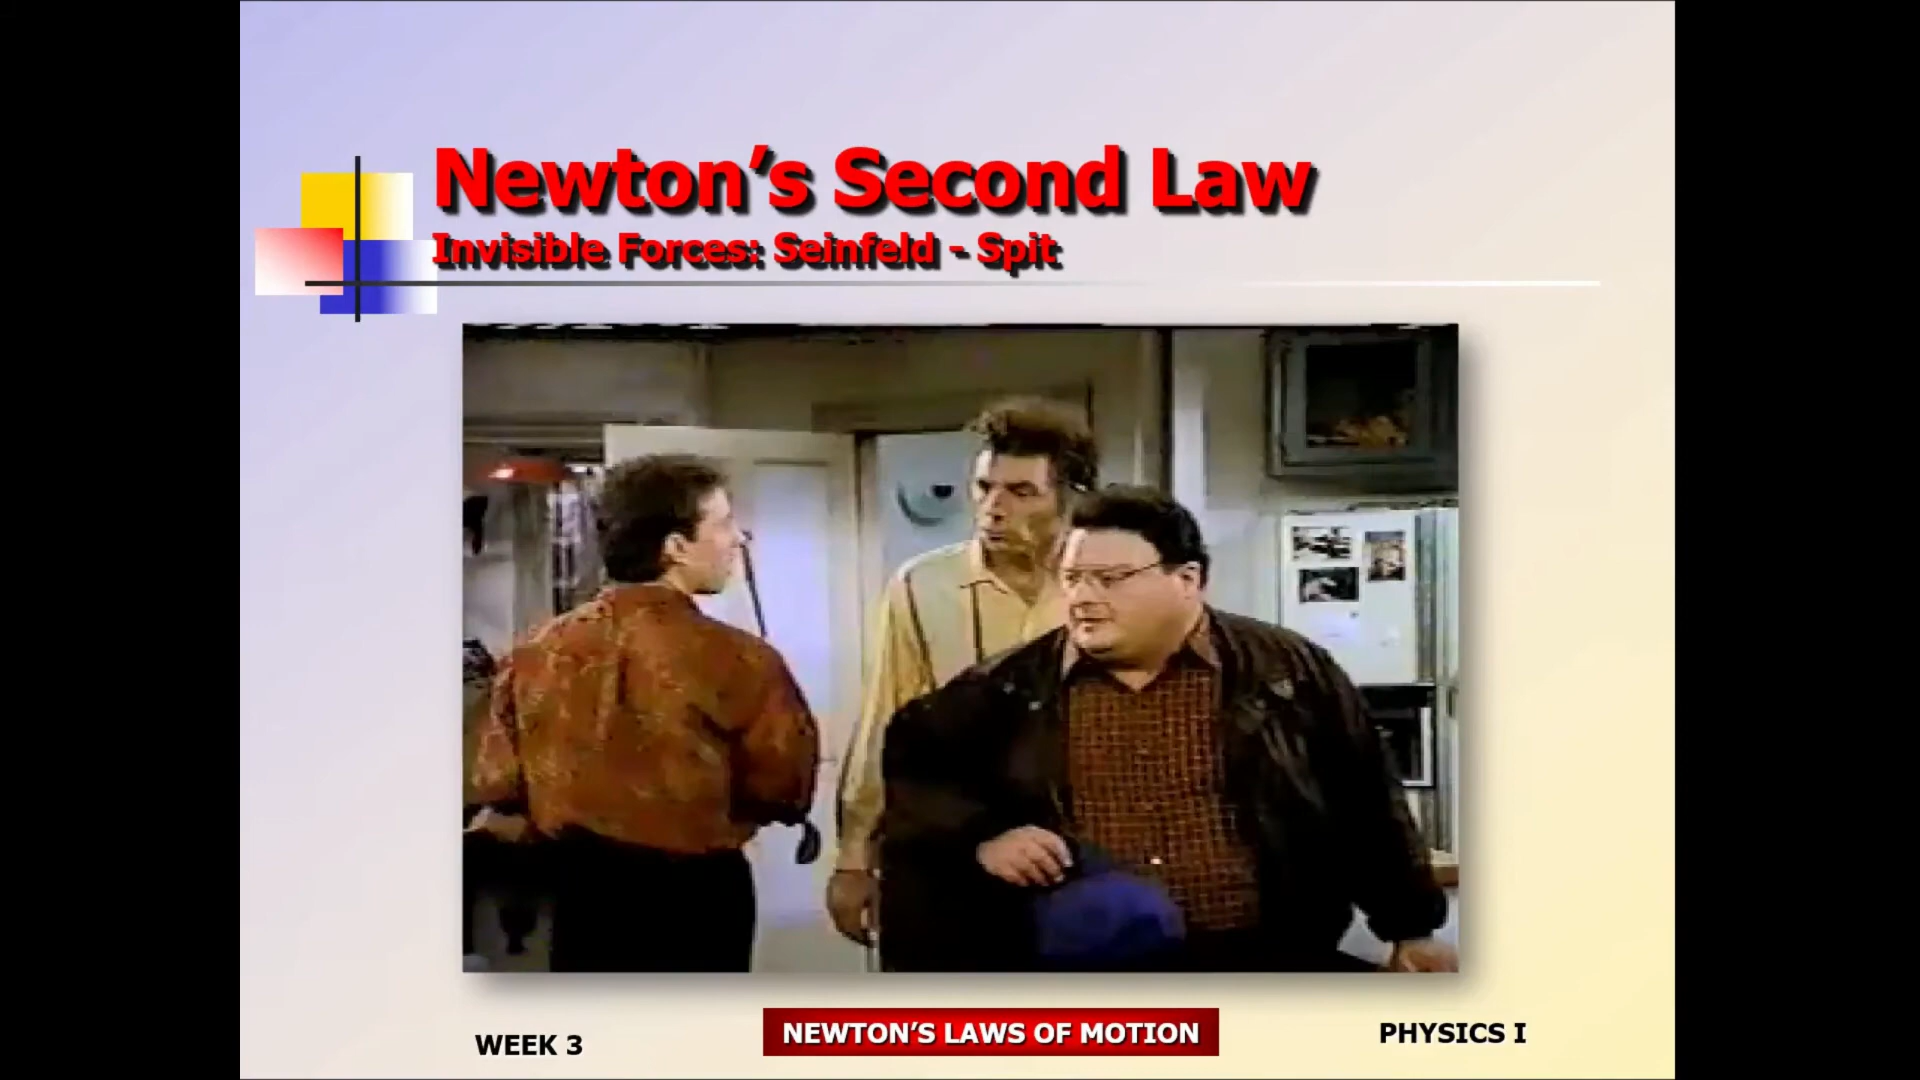 Newton’s Second Law
Invisible Forces: Seinfeld - Spit
WEEK 3
NEWTON’S LAWS OF MOTION
PHYSICS I